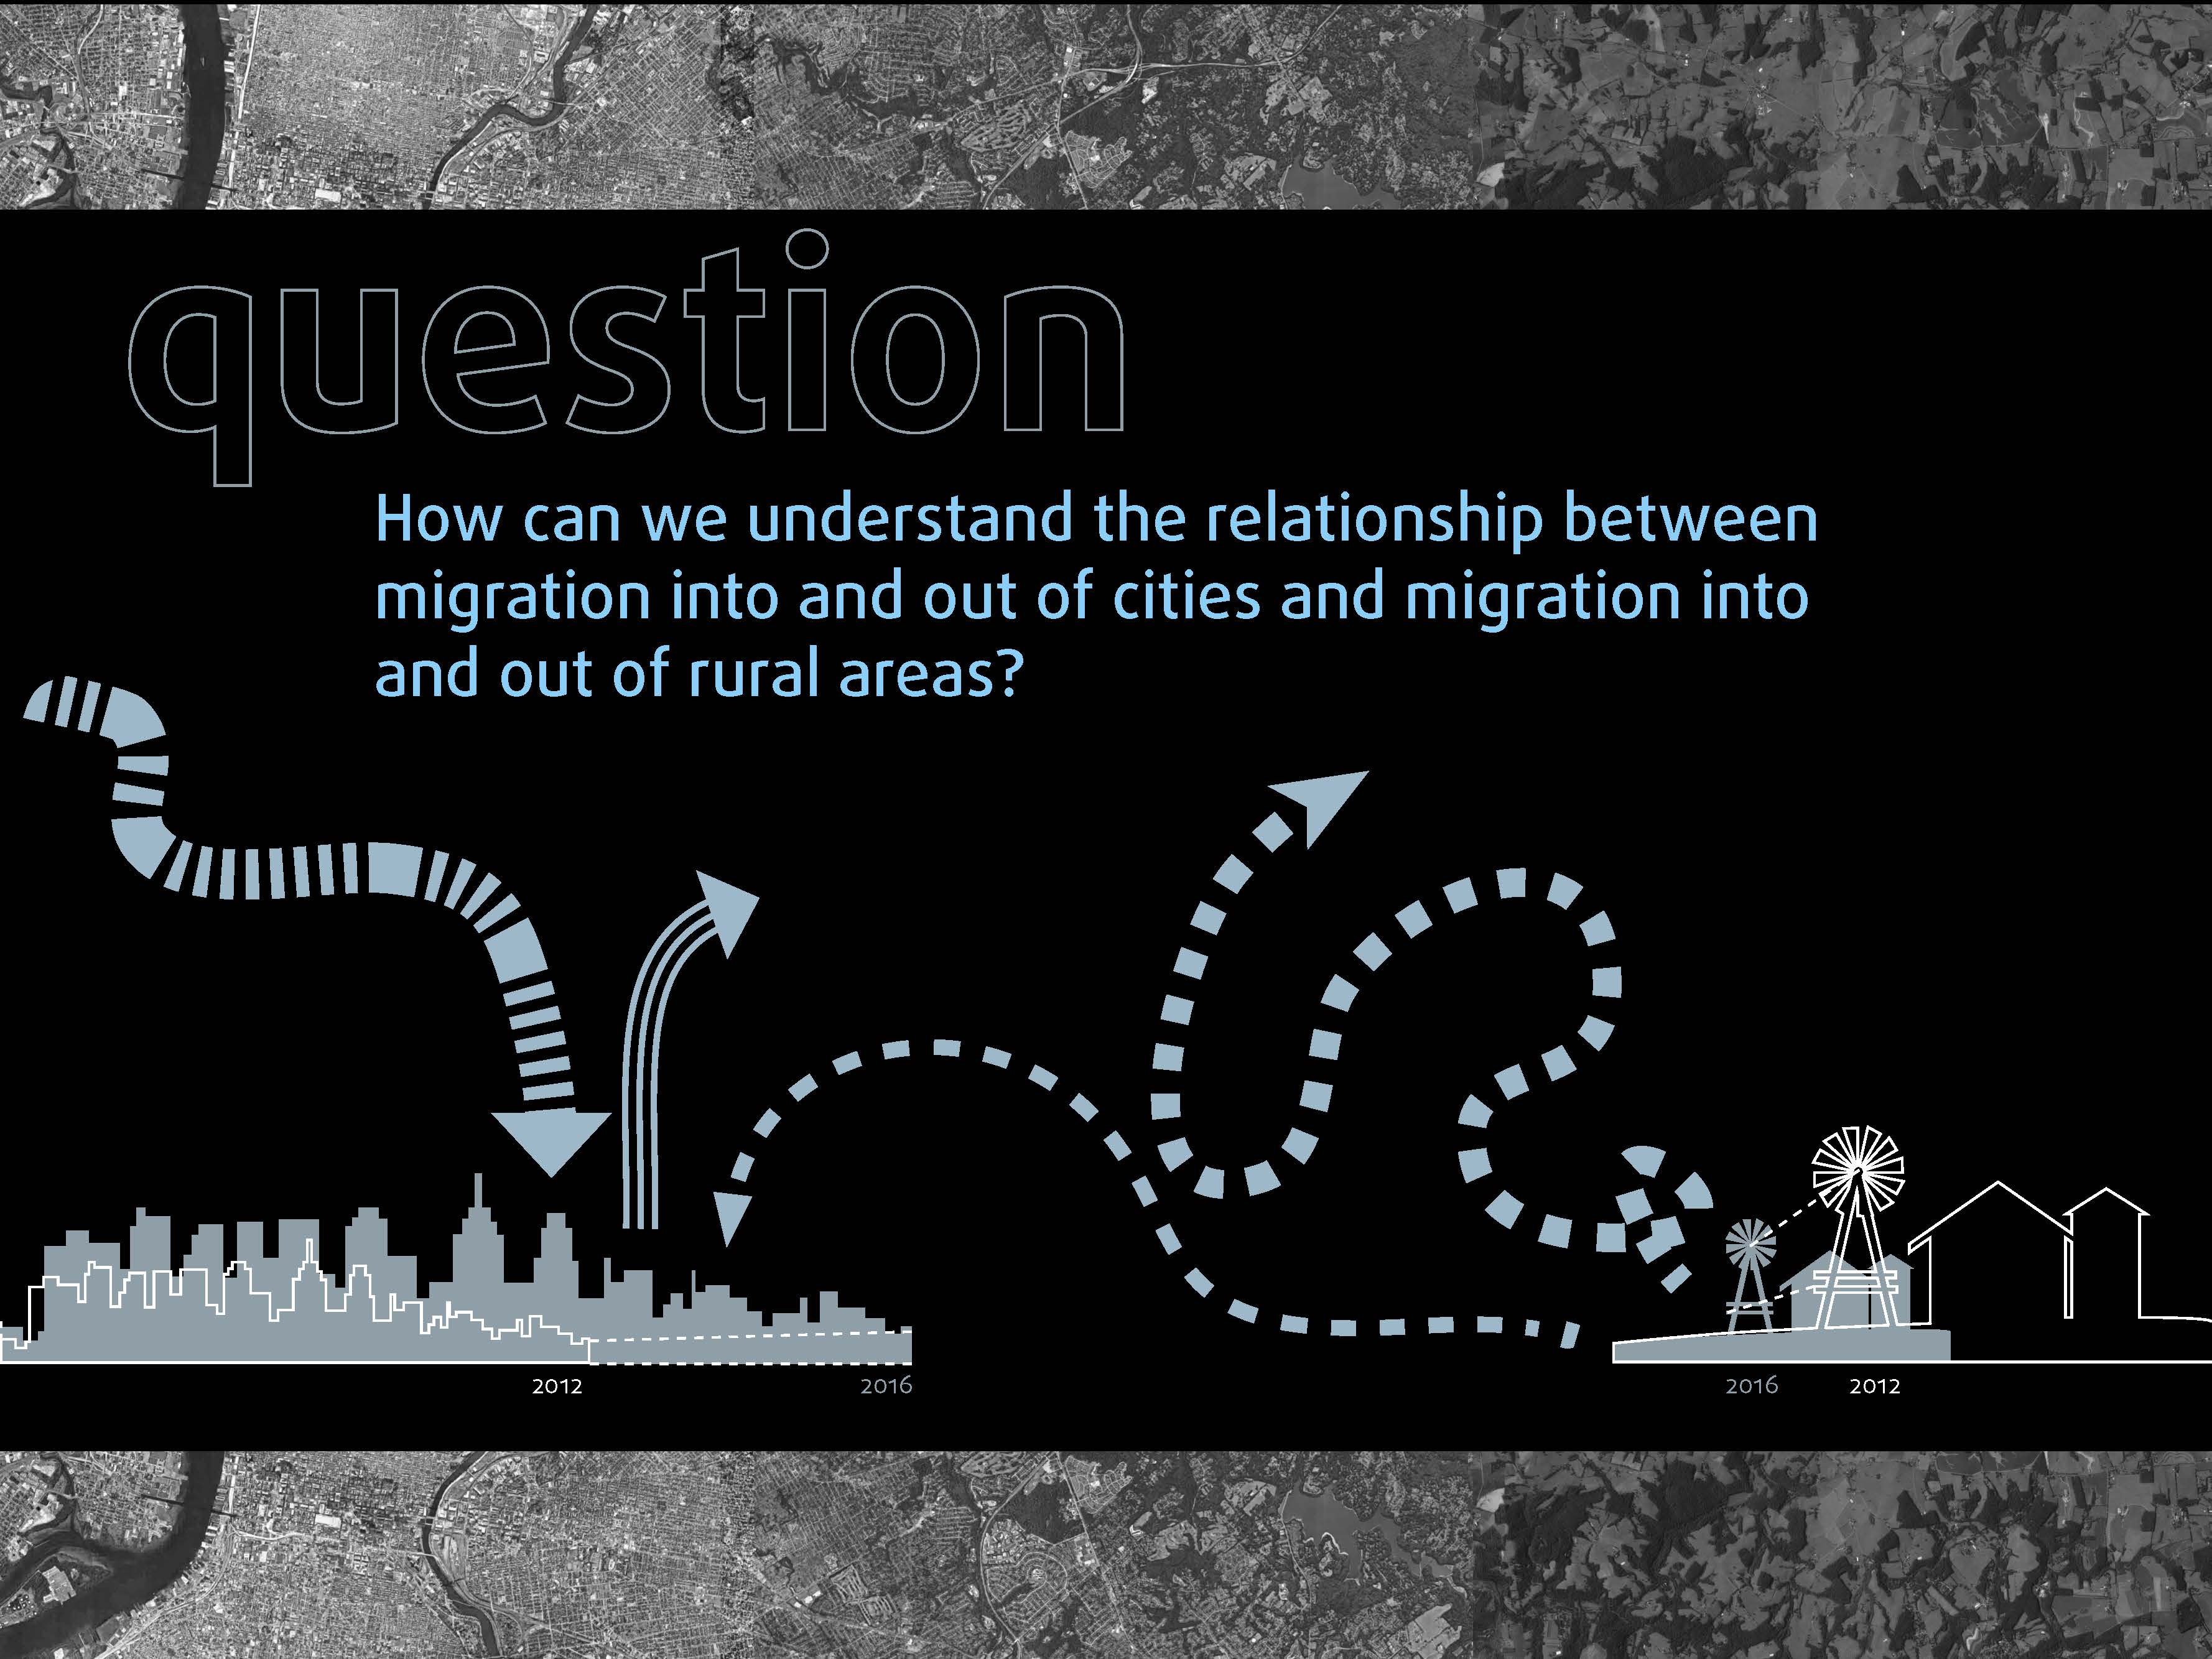 question
How can we understand the relationship between
migration into and out of cities and migration into
and out of rural areas?
2012 2016 2016 2012